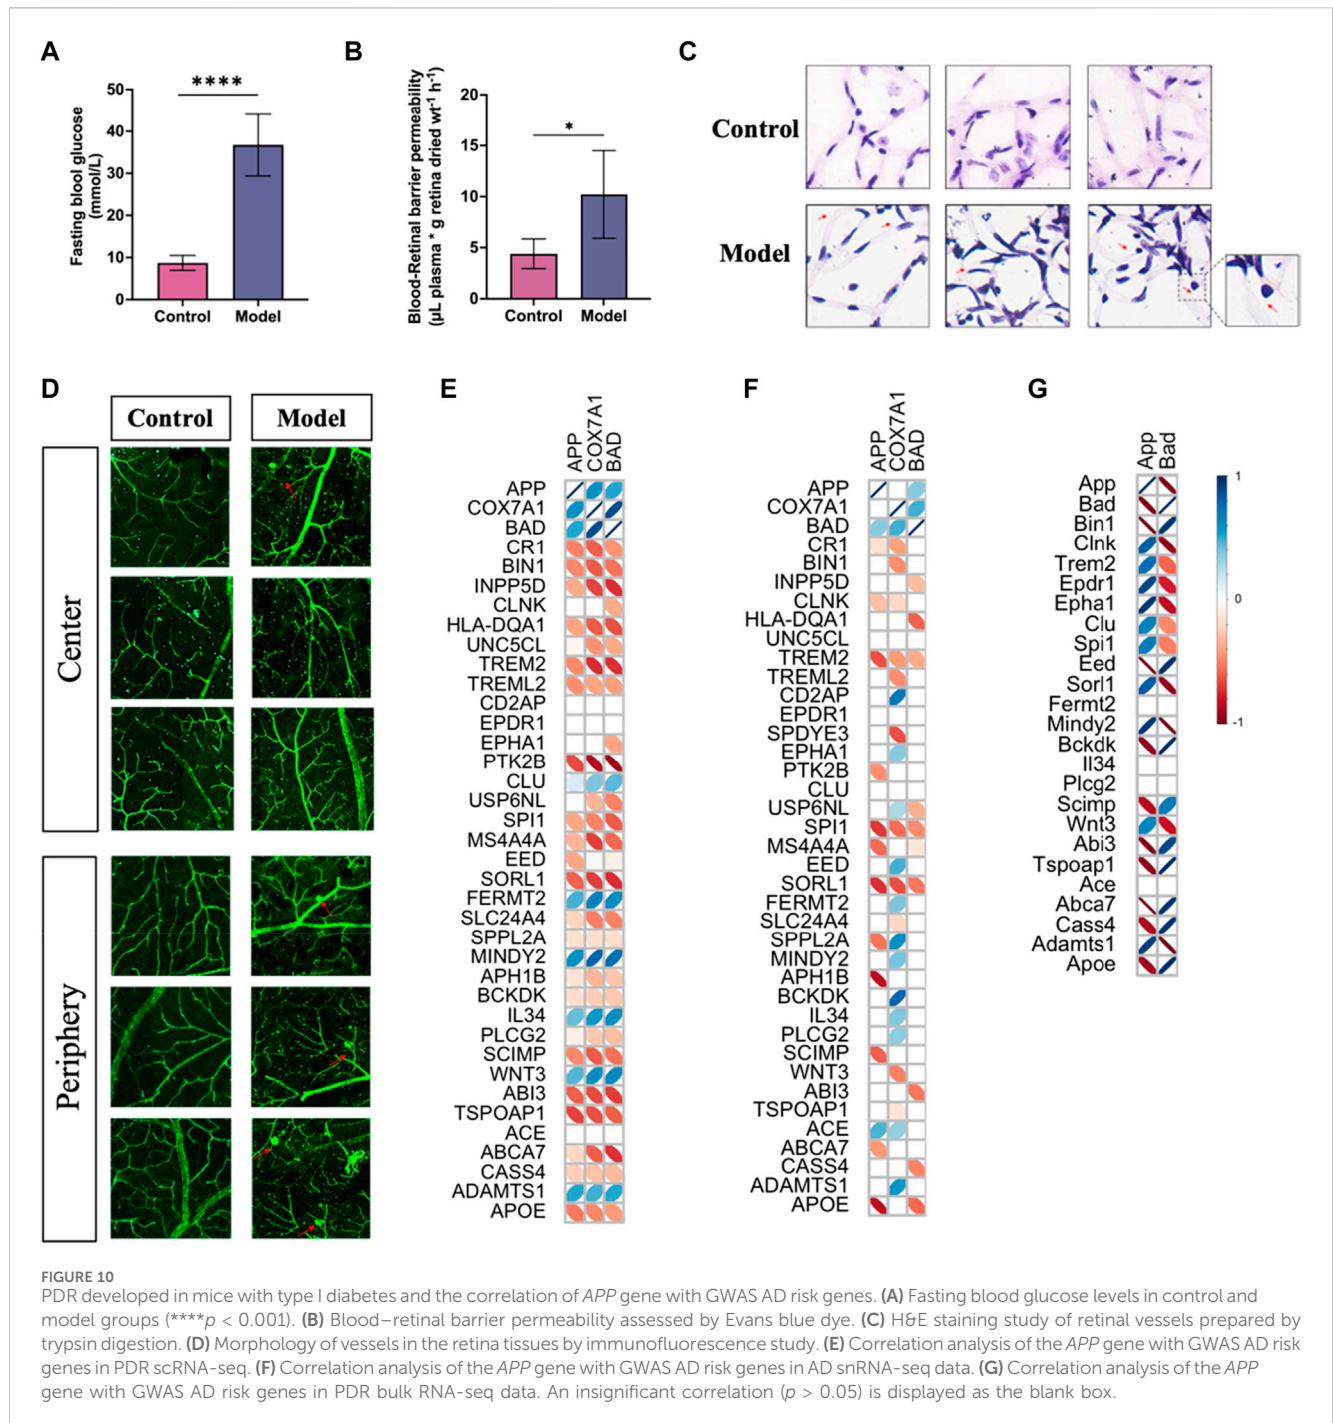 A
Fasting blool glucose
(mmol/L)
50
40
30
20
10
0
****
Control
Model
B
Blood-Retinal barrier permeability
(μL plasma * g retina dried wt⁻¹ h⁻¹)
20
15
10
5
0
*
Control
Model
C
Control
Model
D
Control
Model
Center
Periphery
E
APP
COX7A1
BAD
APP
COX7A1
BAD
CR1
BIN1
INPP5D
CLNK
HLA-DQA1
UNC5CL
TREM2
TREML2
CD2AP
EPDR1
EPHA1
PTK2B
CLU
USP6NL
SPI1
MS4A4A
EED
SORL1
FERMT2
SLC24A4
SPPL2A
MINDY2
APH1B
BCKDK
IL34
PLCG2
SCIMP
WNT3
ABI3
TSPOAP1
ACE
ABCA7
CASS4
ADAMTS1
APOE
F
APP
COX7A1
BAD
APP
COX7A1
BAD
CR1
BIN1
INPP5D
CLNK
HLA-DQA1
UNC5CL
TREM2
TREML2
CD2AP
EPDR1
SPDYE3
EPHA1
PTK2B
CLU
USP6NL
SPI1
MS4A4A
EED
SORL1
FERMT2
SLC24A4
SPPL2A
MINDY2
APH1B
BCKDK
IL34
PLCG2
SCIMP
WNT3
ABI3
TSPOAP1
ACE
ABCA7
CASS4
ADAMTS1
APOE
G
App
Bad
App
Bad
Bin1
Clnk
Trem2
Epdr1
Epha1
Clu
Spi1
Eed
Sorl1
Fermt2
Mindy2
Bckdk
Il34
Plcg2
Scimp
Wnt3
Abi3
Tspoap1
Ace
Abca7
Cass4
Adamts1
Apoe
1
0
-1
FIGURE 10
PDR developed in mice with type I diabetes and the correlation of APP gene with GWAS AD risk genes. (A) Fasting blood glucose levels in control and
model groups (****p < 0.001). (B) Blood–retinal barrier permeability assessed by Evans blue dye. (C) H&E staining study of retinal vessels prepared by
trypsin digestion. (D) Morphology of vessels in the retina tissues by immunofluorescence study. (E) Correlation analysis of the APP gene with GWAS AD risk
genes in PDR scRNA-seq. (F) Correlation analysis of the APP gene with GWAS AD risk genes in AD snRNA-seq data. (G) Correlation analysis of the APP
gene with GWAS AD risk genes in PDR bulk RNA-seq data. An insignificant correlation (p > 0.05) is displayed as the blank box.